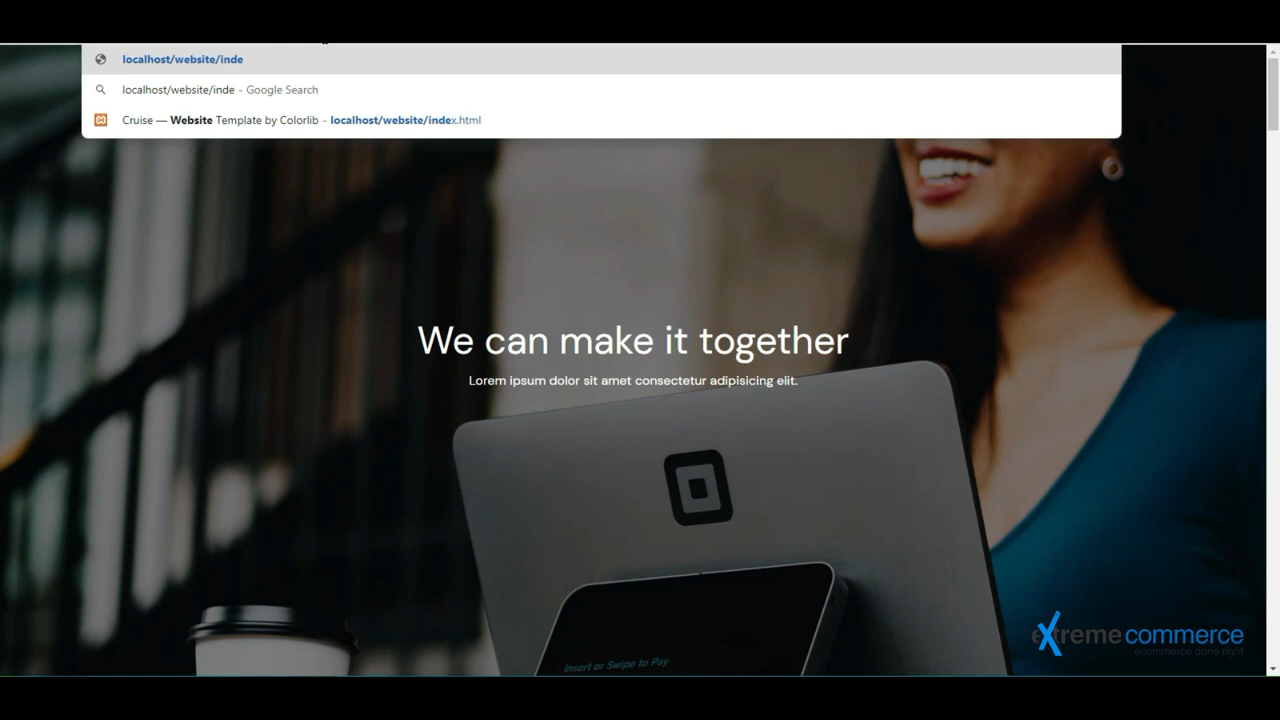 localhost/website/inde
localhost/website/inde - Google Search
Cruise — Website Template by Colorlib - localhost/website/index.html
We can make it together
Lorem ipsum dolor sit amet consectetur adipisicing elit.
Insert or Swipe to Pay
extreme commerce
ecommerce done right